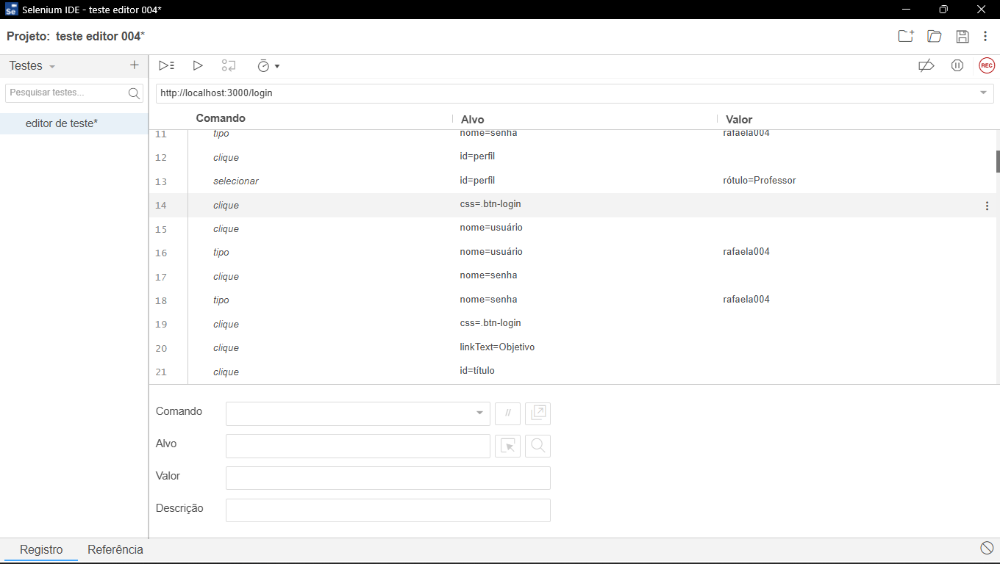 Selenium IDE - teste editor 004*
Projeto: teste editor 004*
Testes
Pesquisar testes...
editor de teste*
REC
http://localhost:3000/login
Comando Alvo Valor
11 tipo nome=senha rafaela004
12 clique id=perfil
13 selecionar id=perfil rótulo=Professor
14 clique css=.btn-login
15 clique nome=usuário
16 tipo nome=usuário rafaela004
17 clique nome=senha
18 tipo nome=senha rafaela004
19 clique css=.btn-login
20 clique linkText=Objetivo
21 clique id=título
Comando //
Alvo
Valor
Descrição
Registro Referência